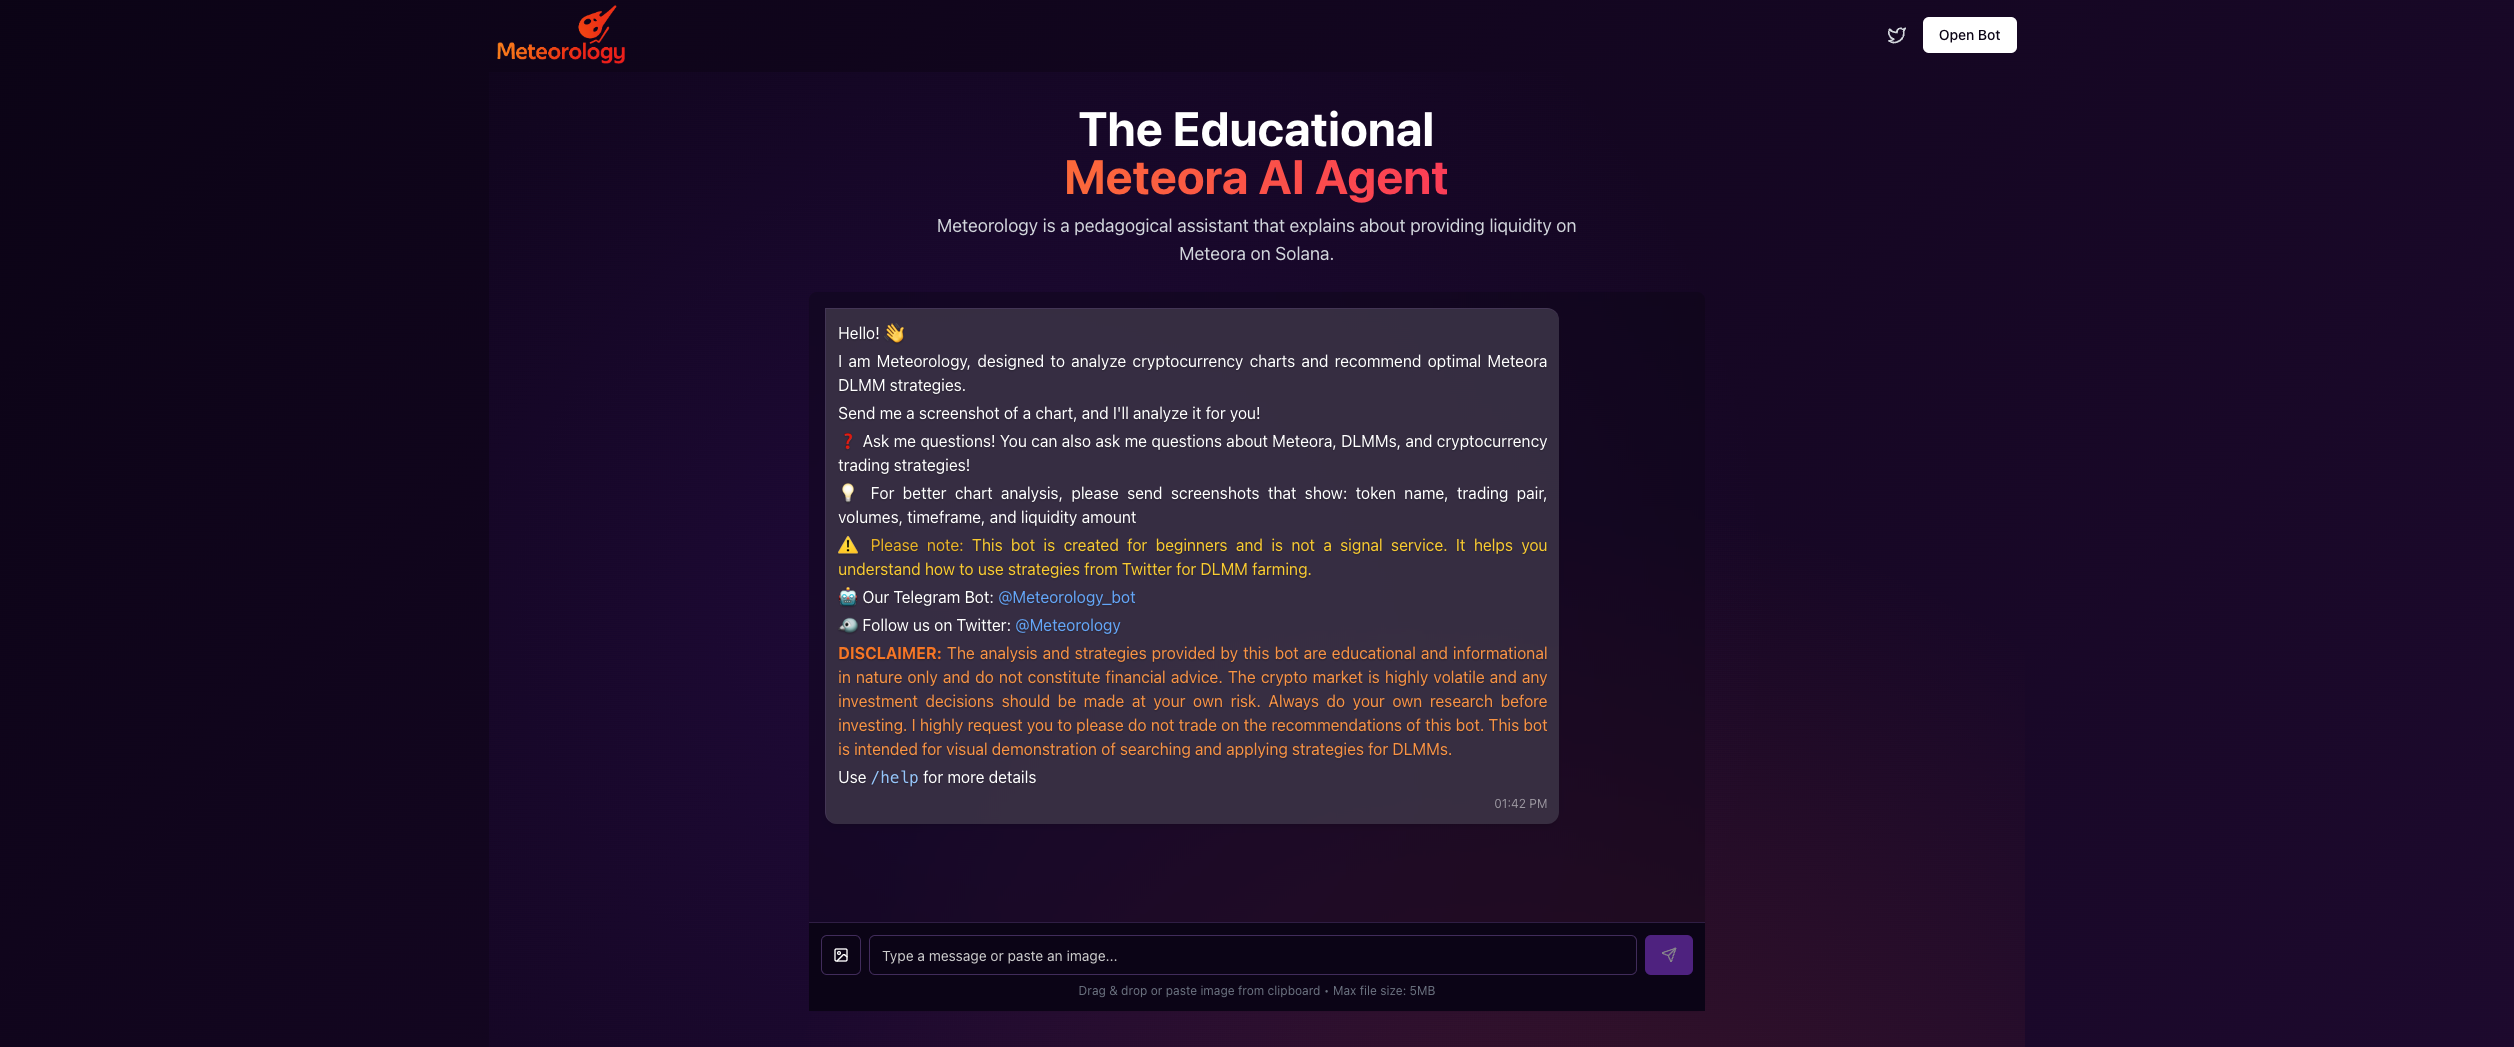 Meteorology
Open Bot
The Educational
Meteora AI Agent
Meteorology is a pedagogical assistant that explains about providing liquidity on
Meteora on Solana.
Hello! 👋
I am Meteorology, designed to analyze cryptocurrency charts and recommend optimal Meteora
DLMM strategies.
Send me a screenshot of a chart, and I'll analyze it for you!
❓ Ask me questions! You can also ask me questions about Meteora, DLMMs, and cryptocurrency
trading strategies!
💡 For better chart analysis, please send screenshots that show: token name, trading pair,
volumes, timeframe, and liquidity amount
⚠️ Please note: This bot is created for beginners and is not a signal service. It helps you
understand how to use strategies from Twitter for DLMM farming.
🤖 Our Telegram Bot: @Meteorology_bot
🐦 Follow us on Twitter: @Meteorology
DISCLAIMER: The analysis and strategies provided by this bot are educational and informational
in nature only and do not constitute financial advice. The crypto market is highly volatile and any
investment decisions should be made at your own risk. Always do your own research before
investing. I highly request you to please do not trade on the recommendations of this bot. This bot
is intended for visual demonstration of searching and applying strategies for DLMMs.
Use /help for more details
01:42 PM
Type a message or paste an image...
Drag & drop or paste image from clipboard • Max file size: 5MB